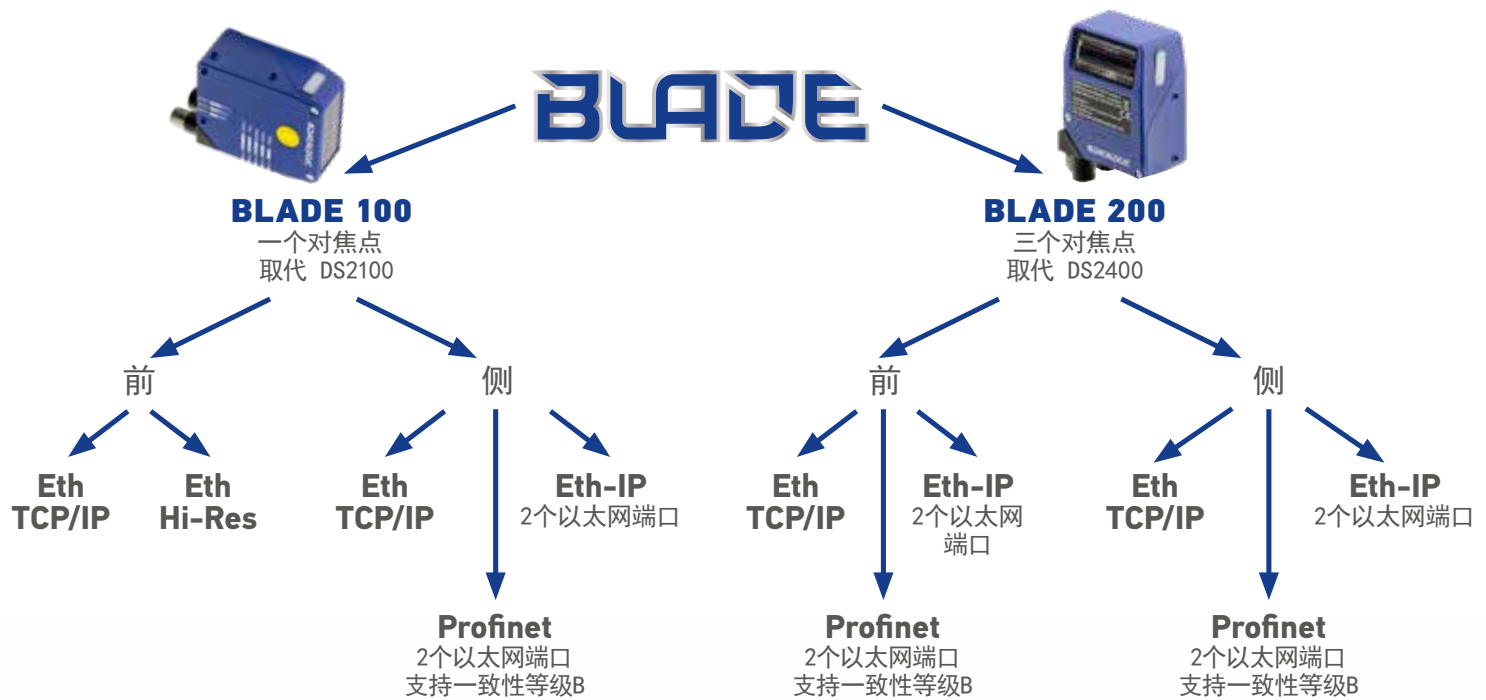 BLADE
BLADE 100
一个对焦点
取代 DS2100
BLADE 200
三个对焦点
取代 DS2400
前
侧
前
侧
Eth
TCP/IP
Eth
Hi-Res
Eth
TCP/IP
Eth-IP
2个以太网端口
Profinet
2个以太网端口
支持一致性等级B
Eth
TCP/IP
Eth-IP
2个以太网
端口
Profinet
2个以太网端口
支持一致性等级B
Eth
TCP/IP
Eth-IP
2个以太网端口
Profinet
2个以太网端口
支持一致性等级B
DATALOGIC
DATALOGIC